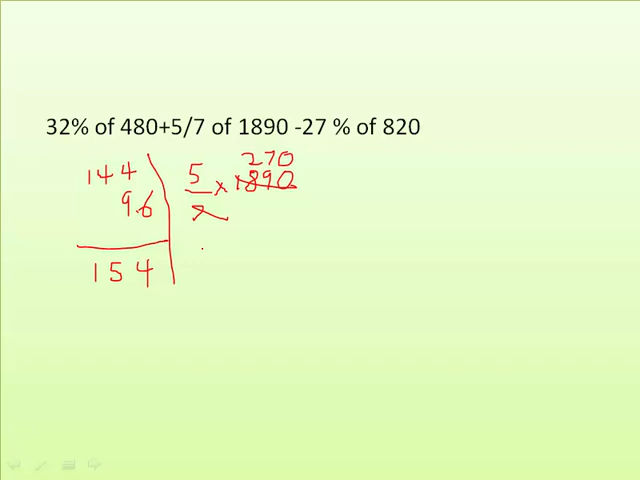 32% of 480+5/7 of 1890 -27 % of 820
144
9.6
154
270
5/7 × 1890